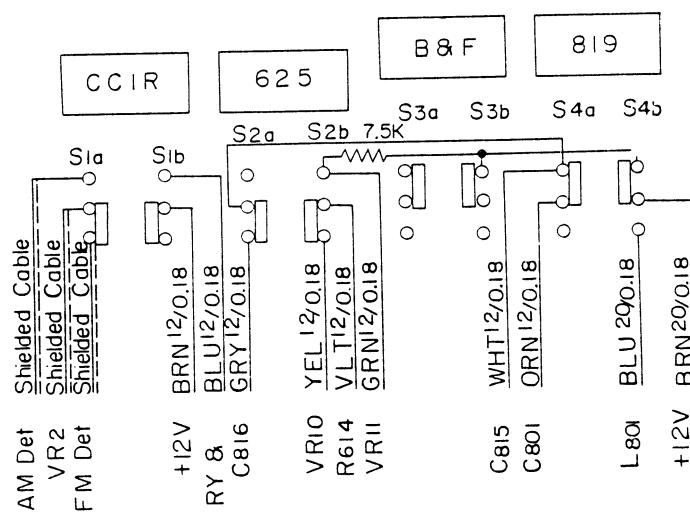 CCIR
625
B&F
819
S1a
S1b
S2a
S2b
7.5K
S3a
S3b
S4a
S4b
Shielded Cable
Shielded Cable
Shielded Cable
BRN12/0.18
BLU12/0.18
GRY12/0.18
YEL12/0.18
VLT12/0.18
GRN12/0.18
WHT12/0.18
ORN12/0.18
BLU20/0.18
BRN20/0.18
AM Det
VR2
FM Det
+12V
RY &
C816
VR10
R614
VR11
C815
C801
L801
+12V